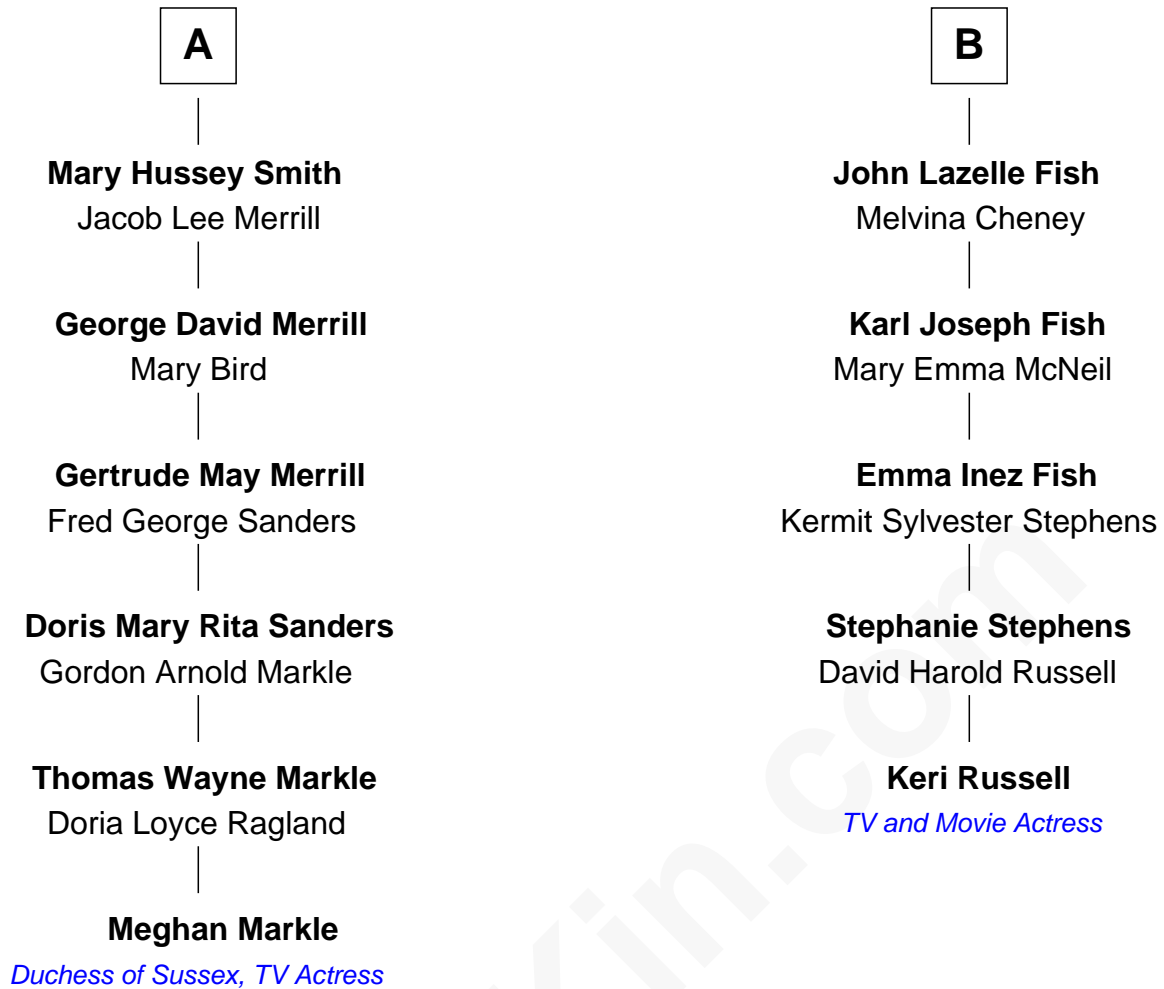 A
Mary Hussey Smith
Jacob Lee Merrill
George David Merrill
Mary Bird
Gertrude May Merrill
Fred George Sanders
Doris Mary Rita Sanders
Gordon Arnold Markle
Thomas Wayne Markle
Doria Loyce Ragland
Meghan Markle
Duchess of Sussex, TV Actress
B
John Lazelle Fish
Melvina Cheney
Karl Joseph Fish
Mary Emma McNeil
Emma Inez Fish
Kermit Sylvester Stephens
Stephanie Stephens
David Harold Russell
Keri Russell
TV and Movie Actress
Kin.com